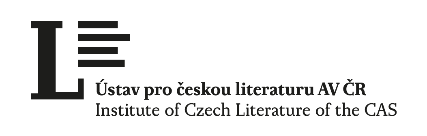 Ústav pro českou literaturu AV ČR
Institute of Czech Literature of the CAS